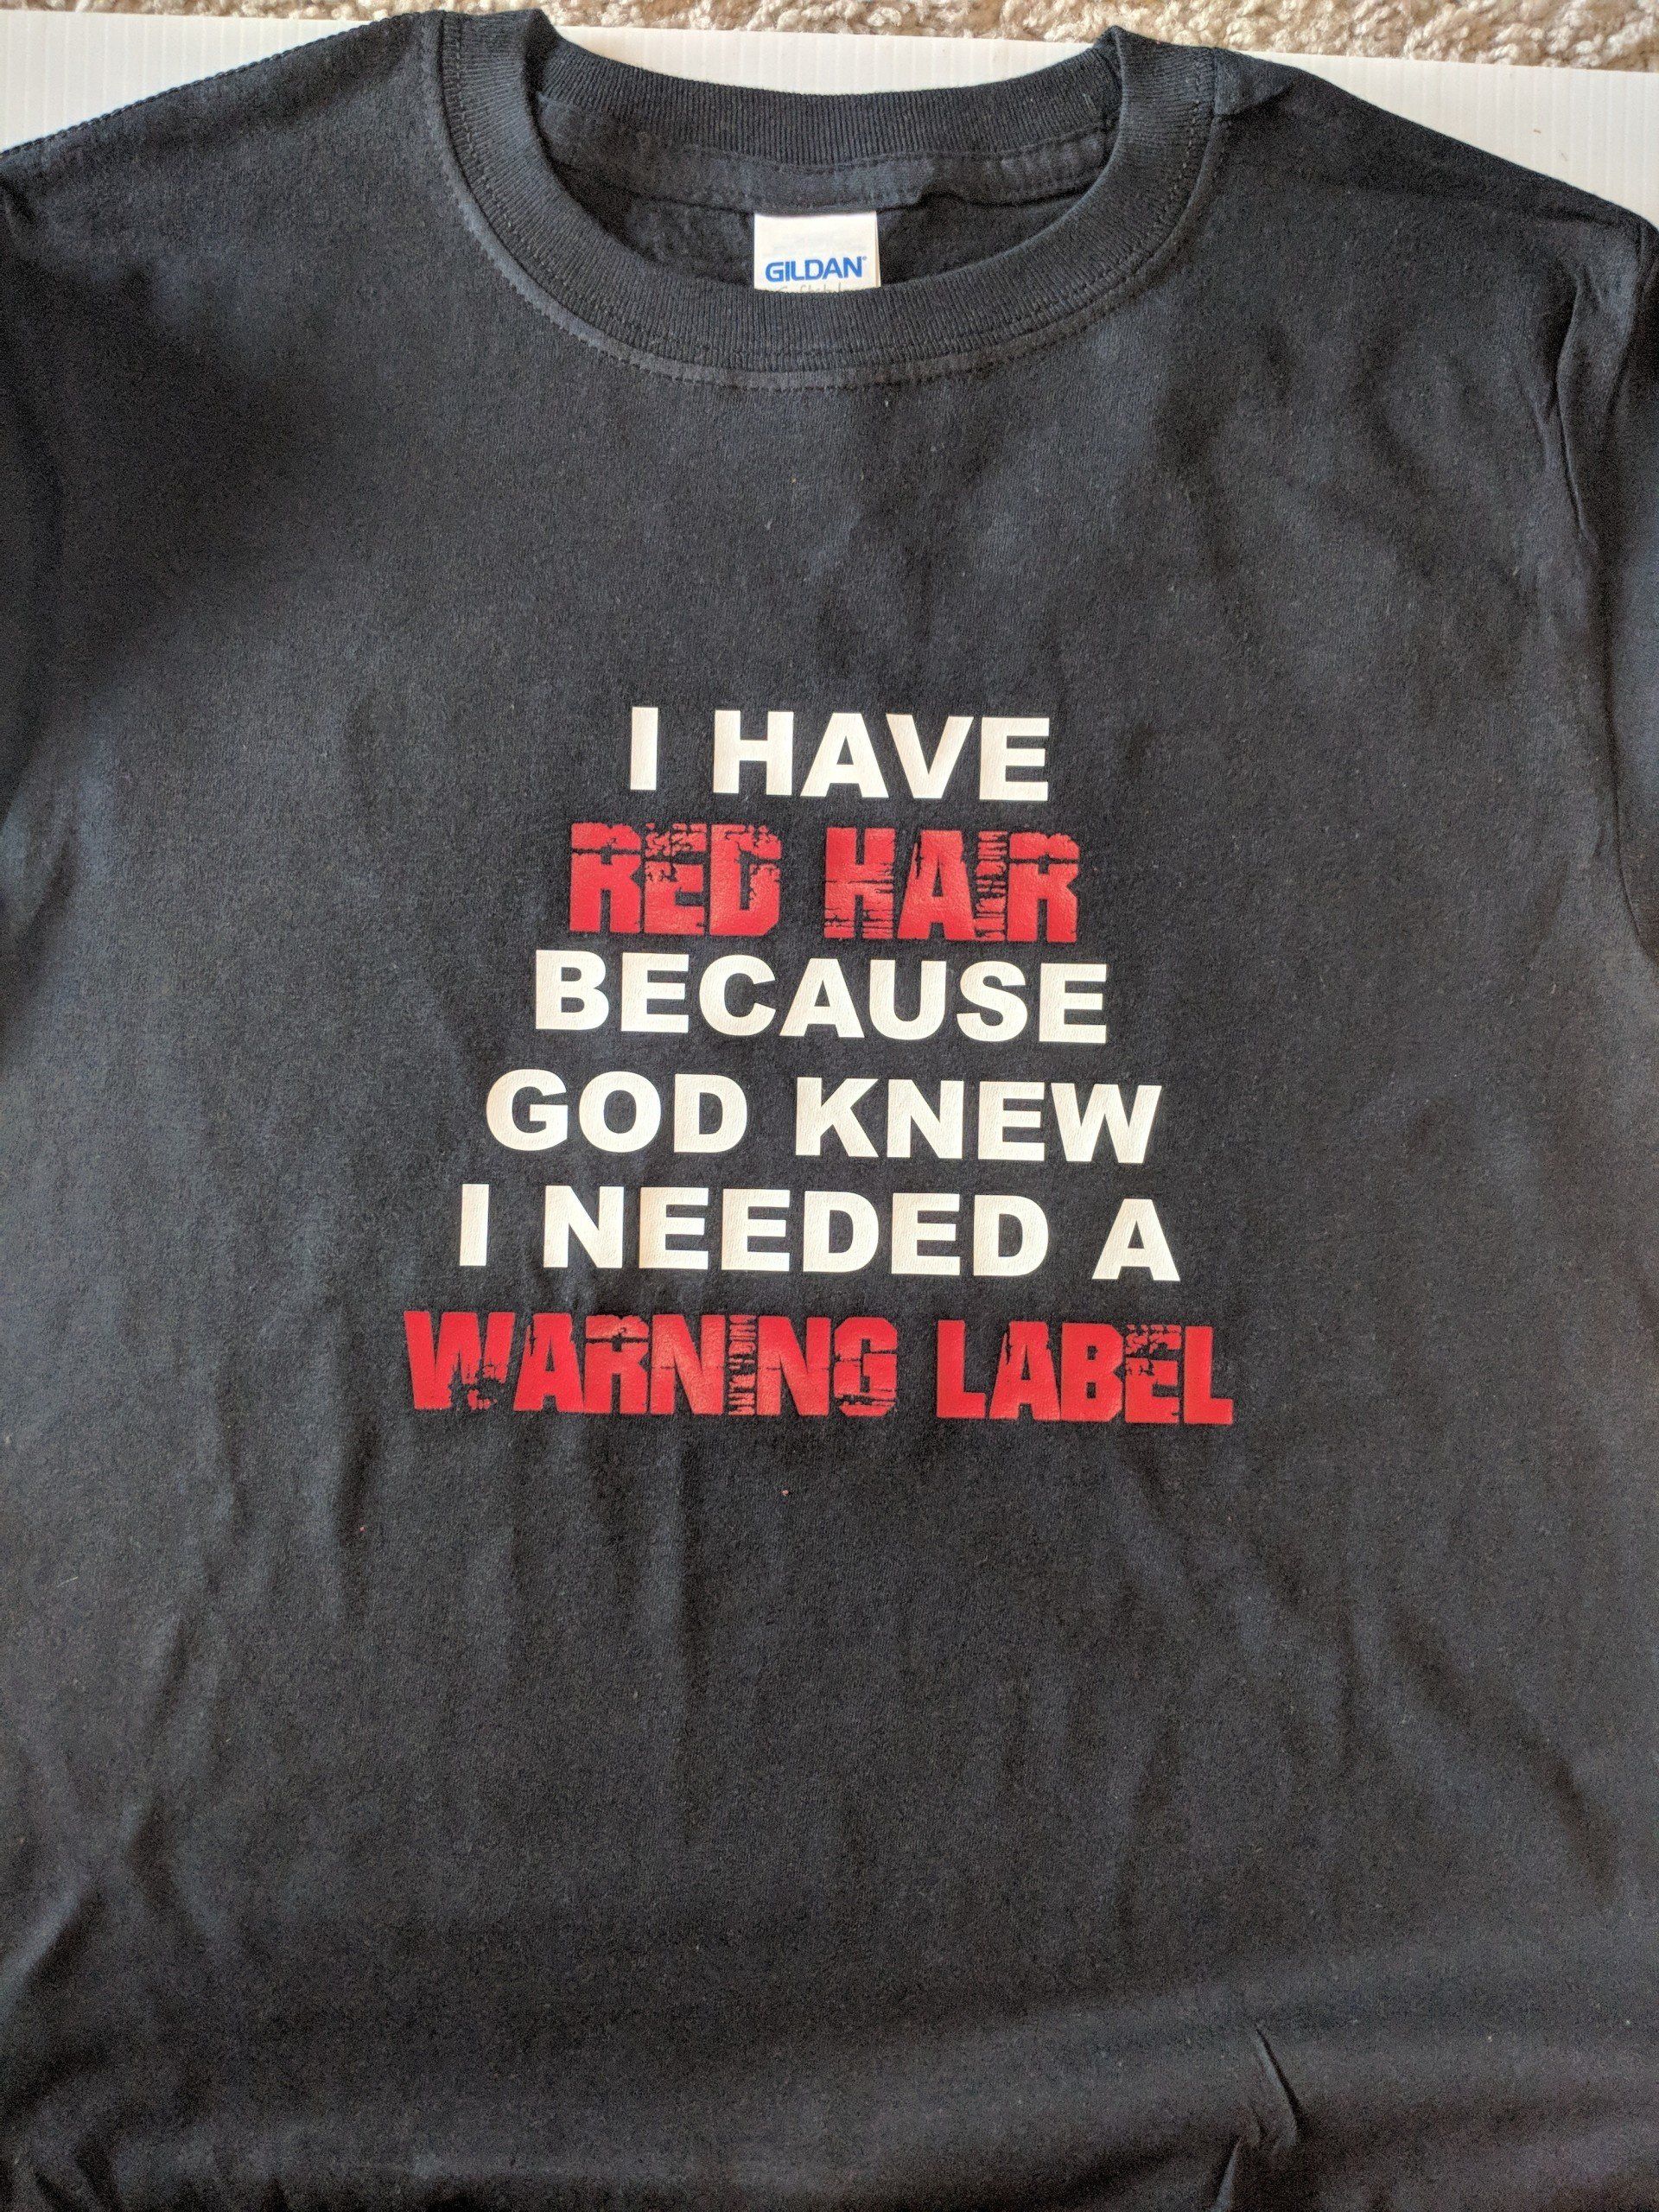 GILDAN®
I HAVE
RED HAIR
BECAUSE
GOD KNEW
I NEEDED A
WARNING LABEL